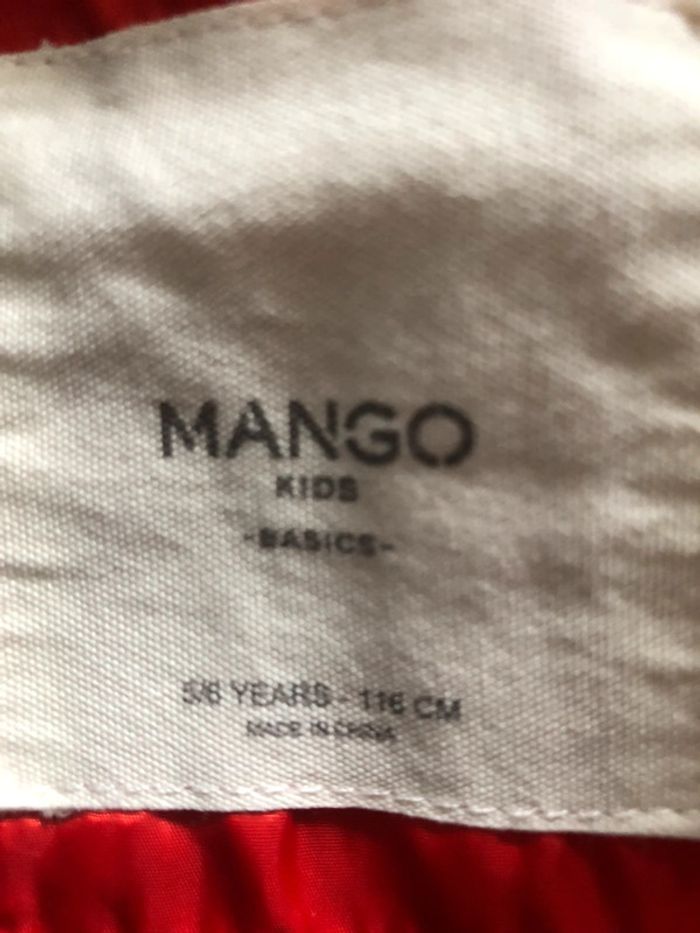 MANGO
KIDS
-BASICS-
5/6 YEARS - 116 CM
MADE IN CHINA